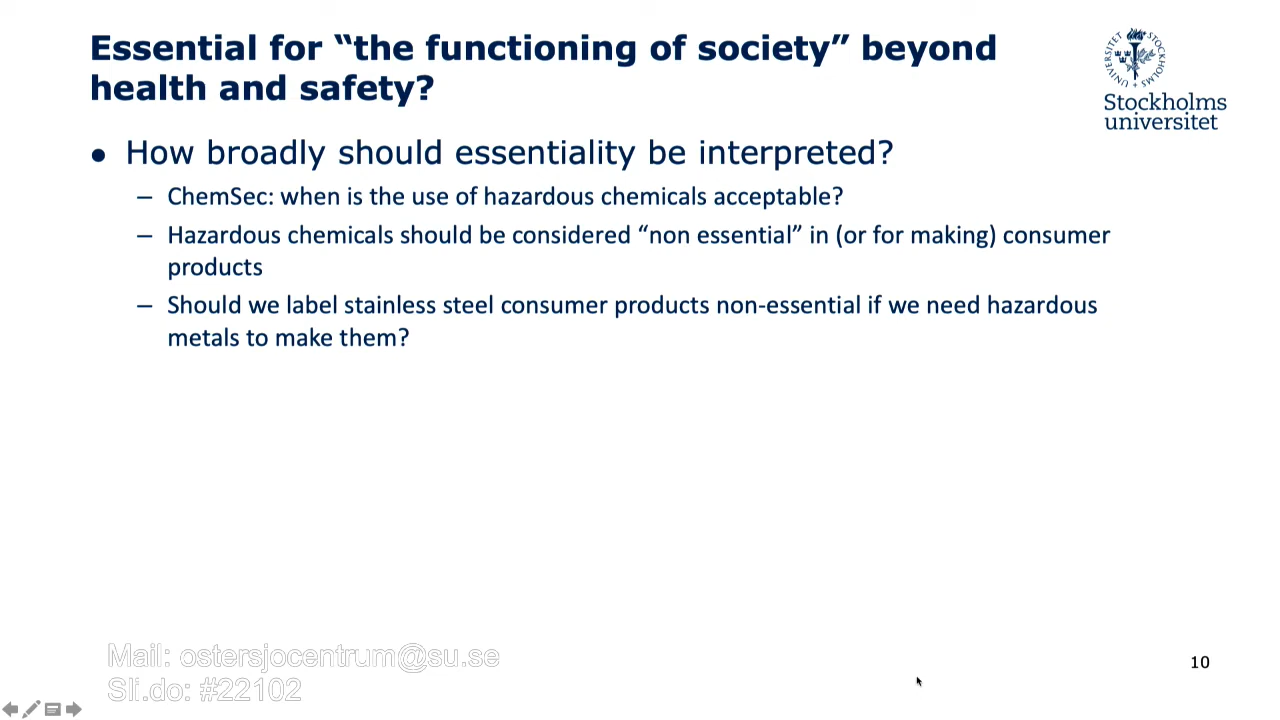 Essential for “the functioning of society” beyond
health and safety?
STOCKHOLMS UNIVERSITET
Stockholms
universitet
● How broadly should essentiality be interpreted?
– ChemSec: when is the use of hazardous chemicals acceptable?
– Hazardous chemicals should be considered “non essential” in (or for making) consumer
products
– Should we label stainless steel consumer products non-essential if we need hazardous
metals to make them?
Mail: ostersjocentrum@su.se
Sli.do: #22102
10